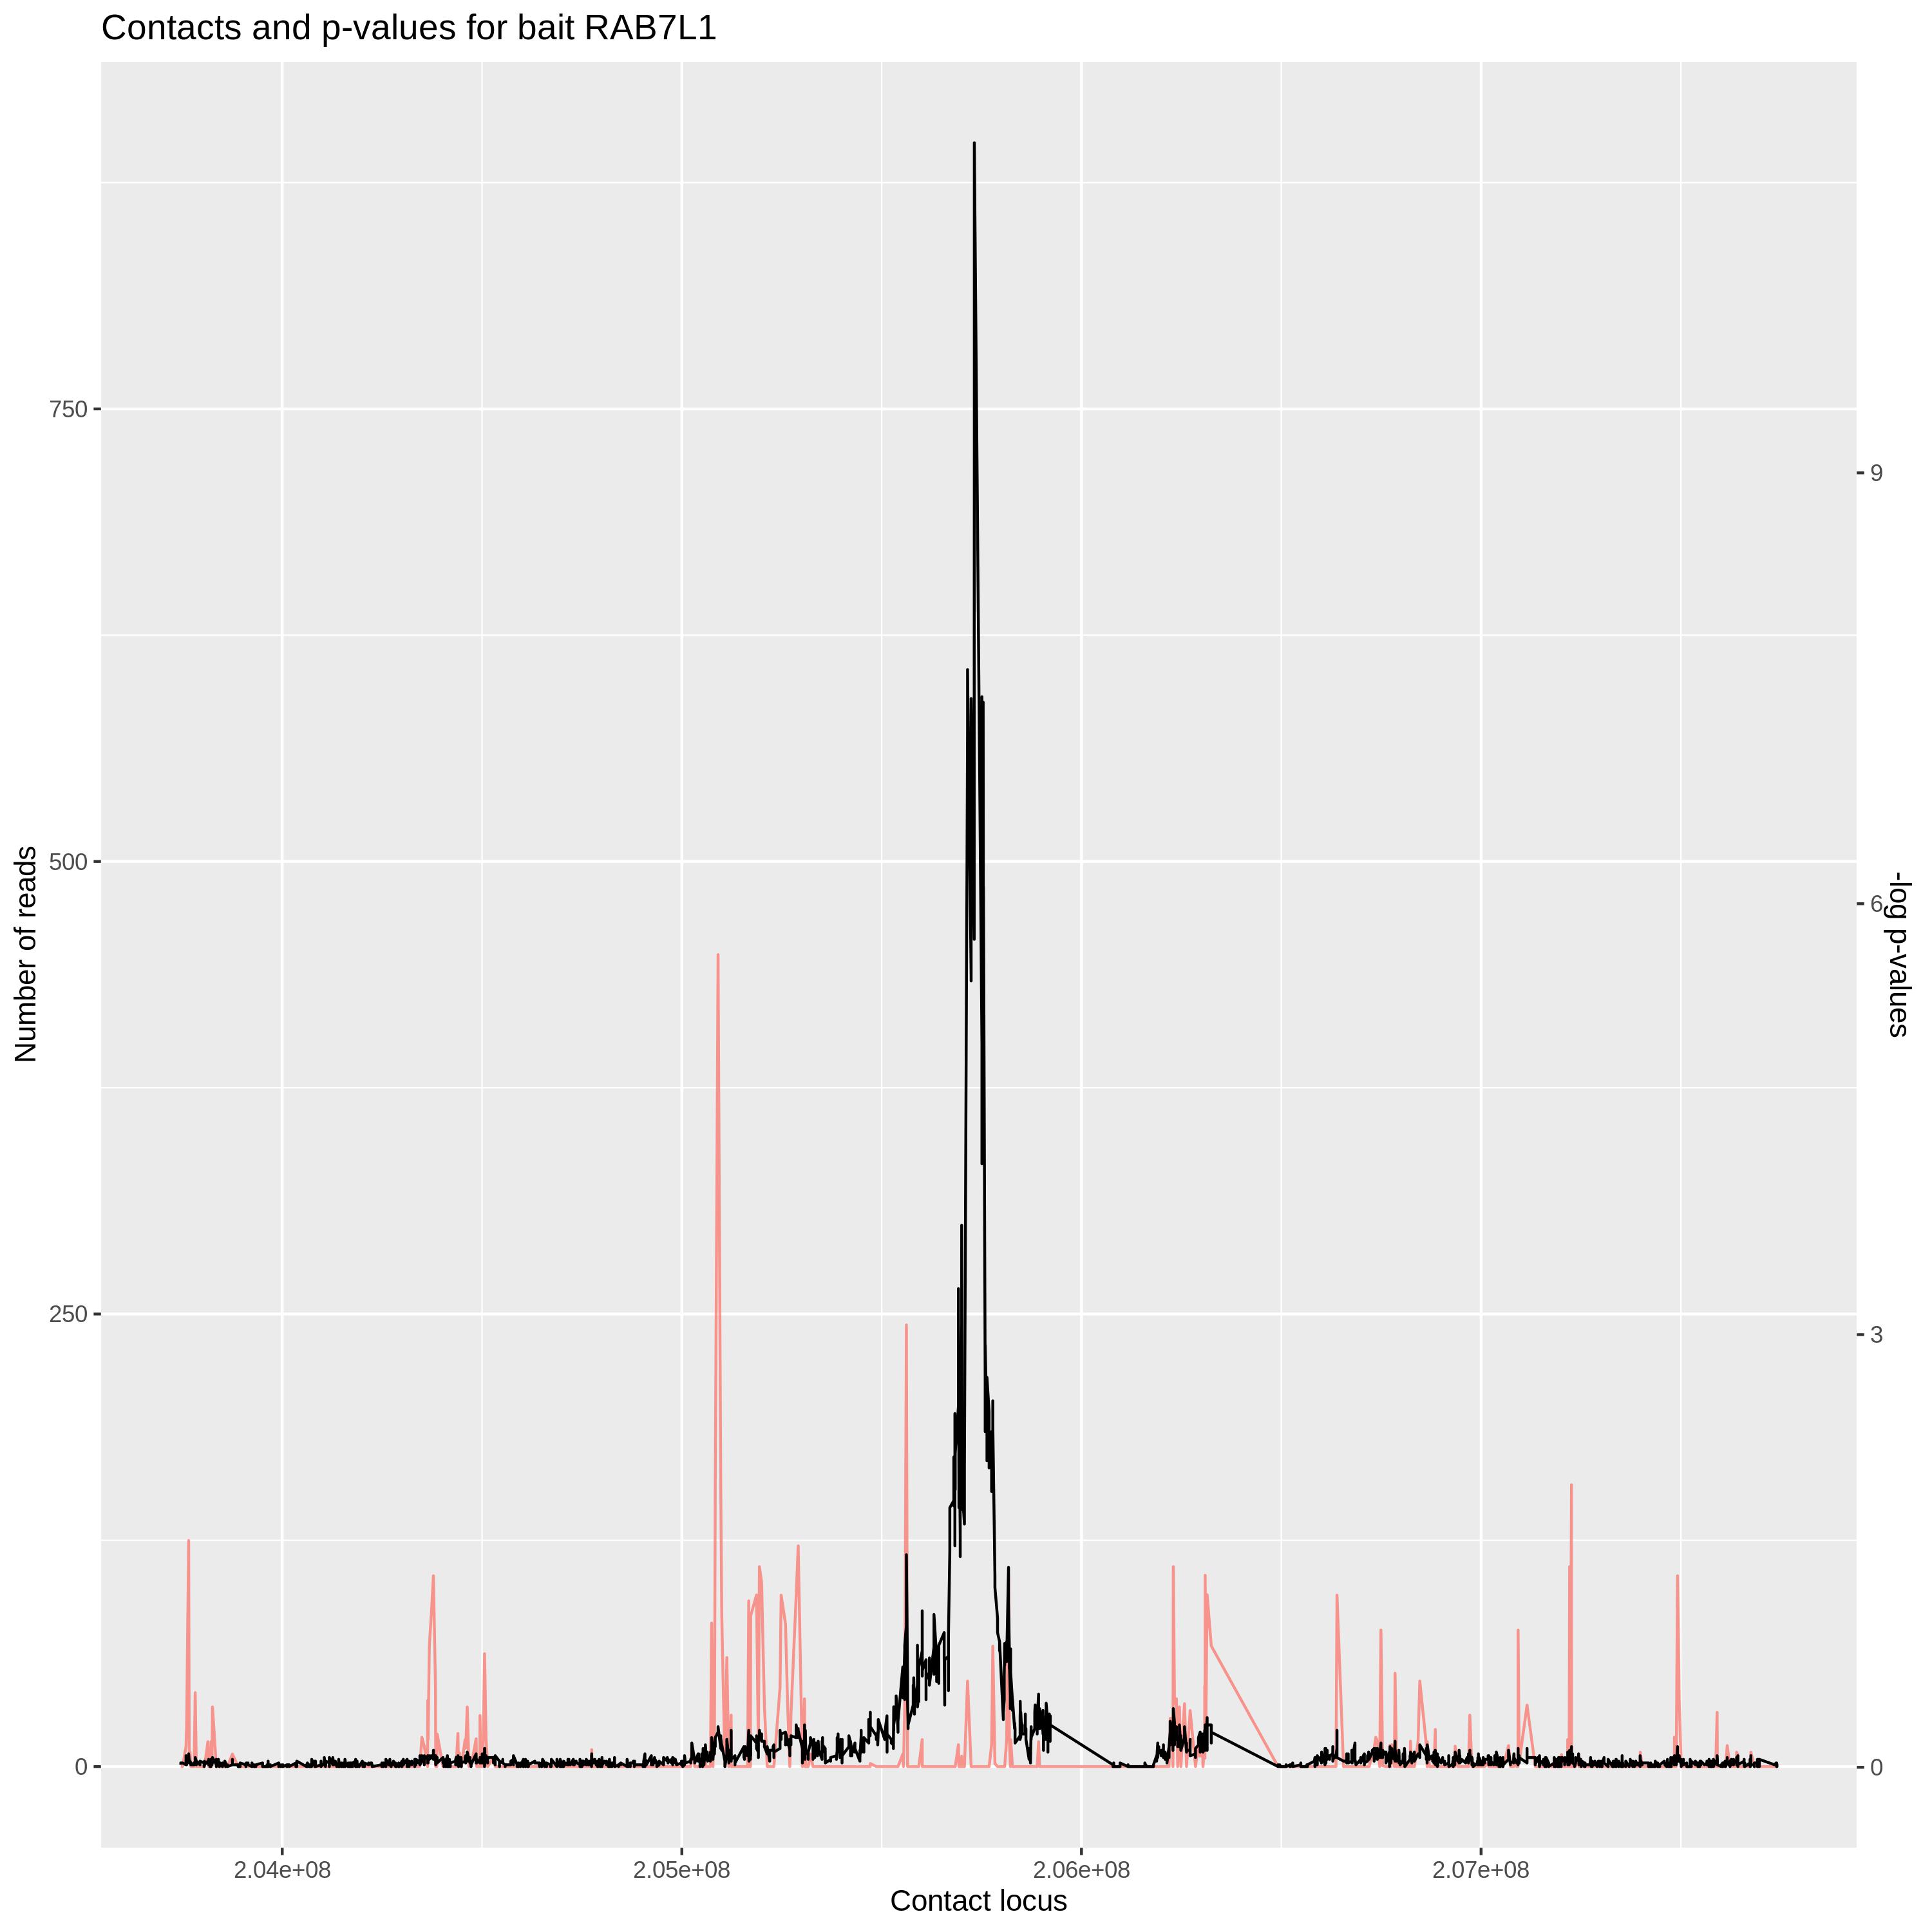 Contacts and p-values for bait RAB7L1
Number of reads
750
500
250
0
9
6
3
0
-log p-values
2.04e+08
2.05e+08
2.06e+08
2.07e+08
Contact locus